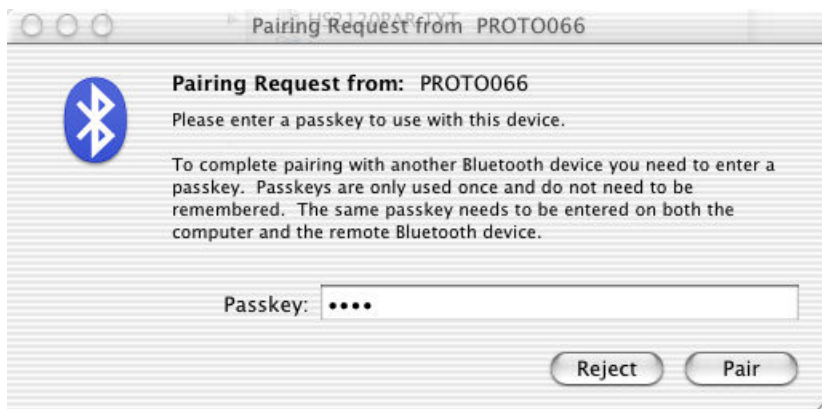 Pairing Request from PROTO066
Pairing Request from: PROTO066
Please enter a passkey to use with this device.
To complete pairing with another Bluetooth device you need to enter a
passkey. Passkeys are only used once and do not need to be
remembered. The same passkey needs to be entered on both the
computer and the remote Bluetooth device.
Passkey: ••••
Reject Pair